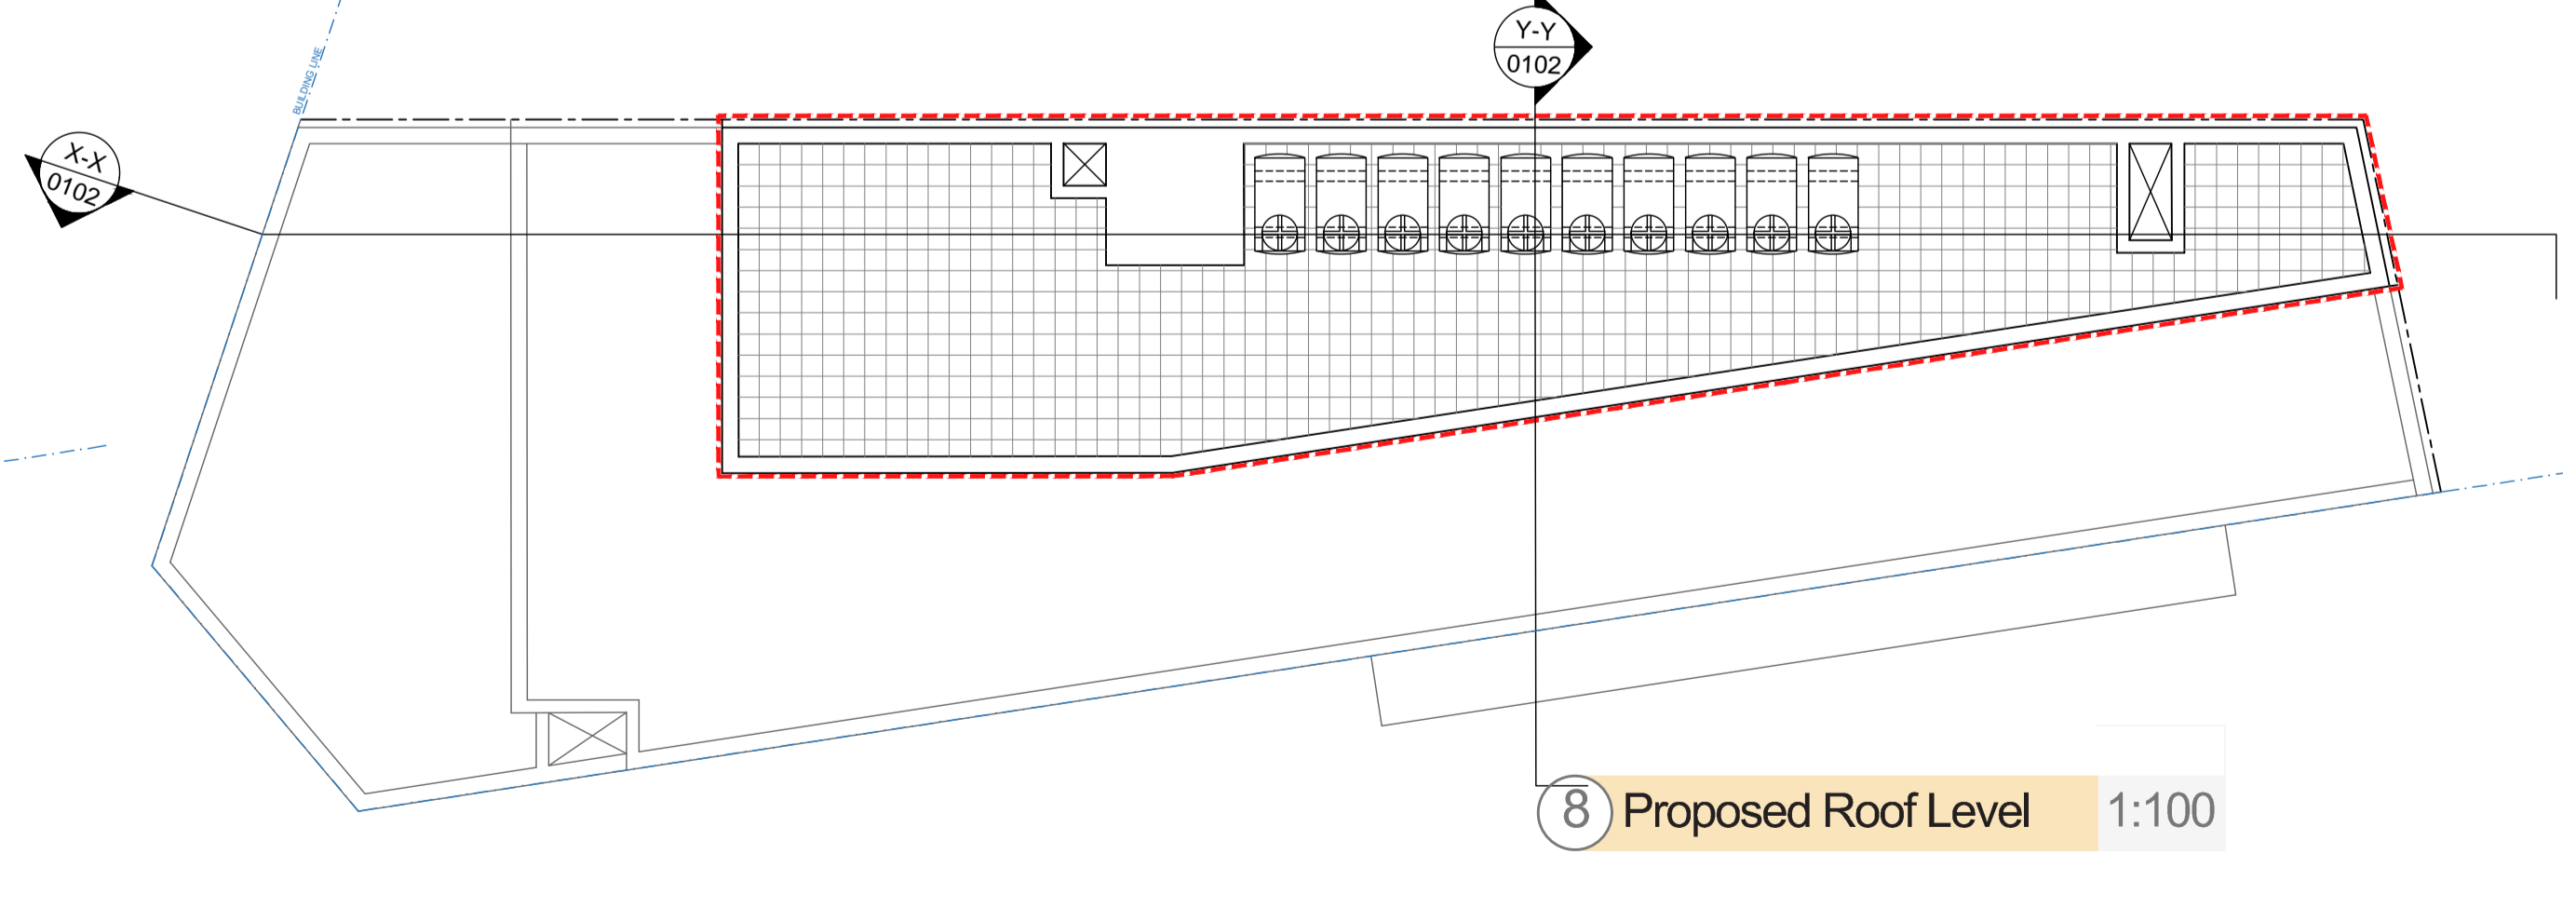 Y-Y
0102
BUILDING LINE
X-X
0102
8 Proposed Roof Level 1:100